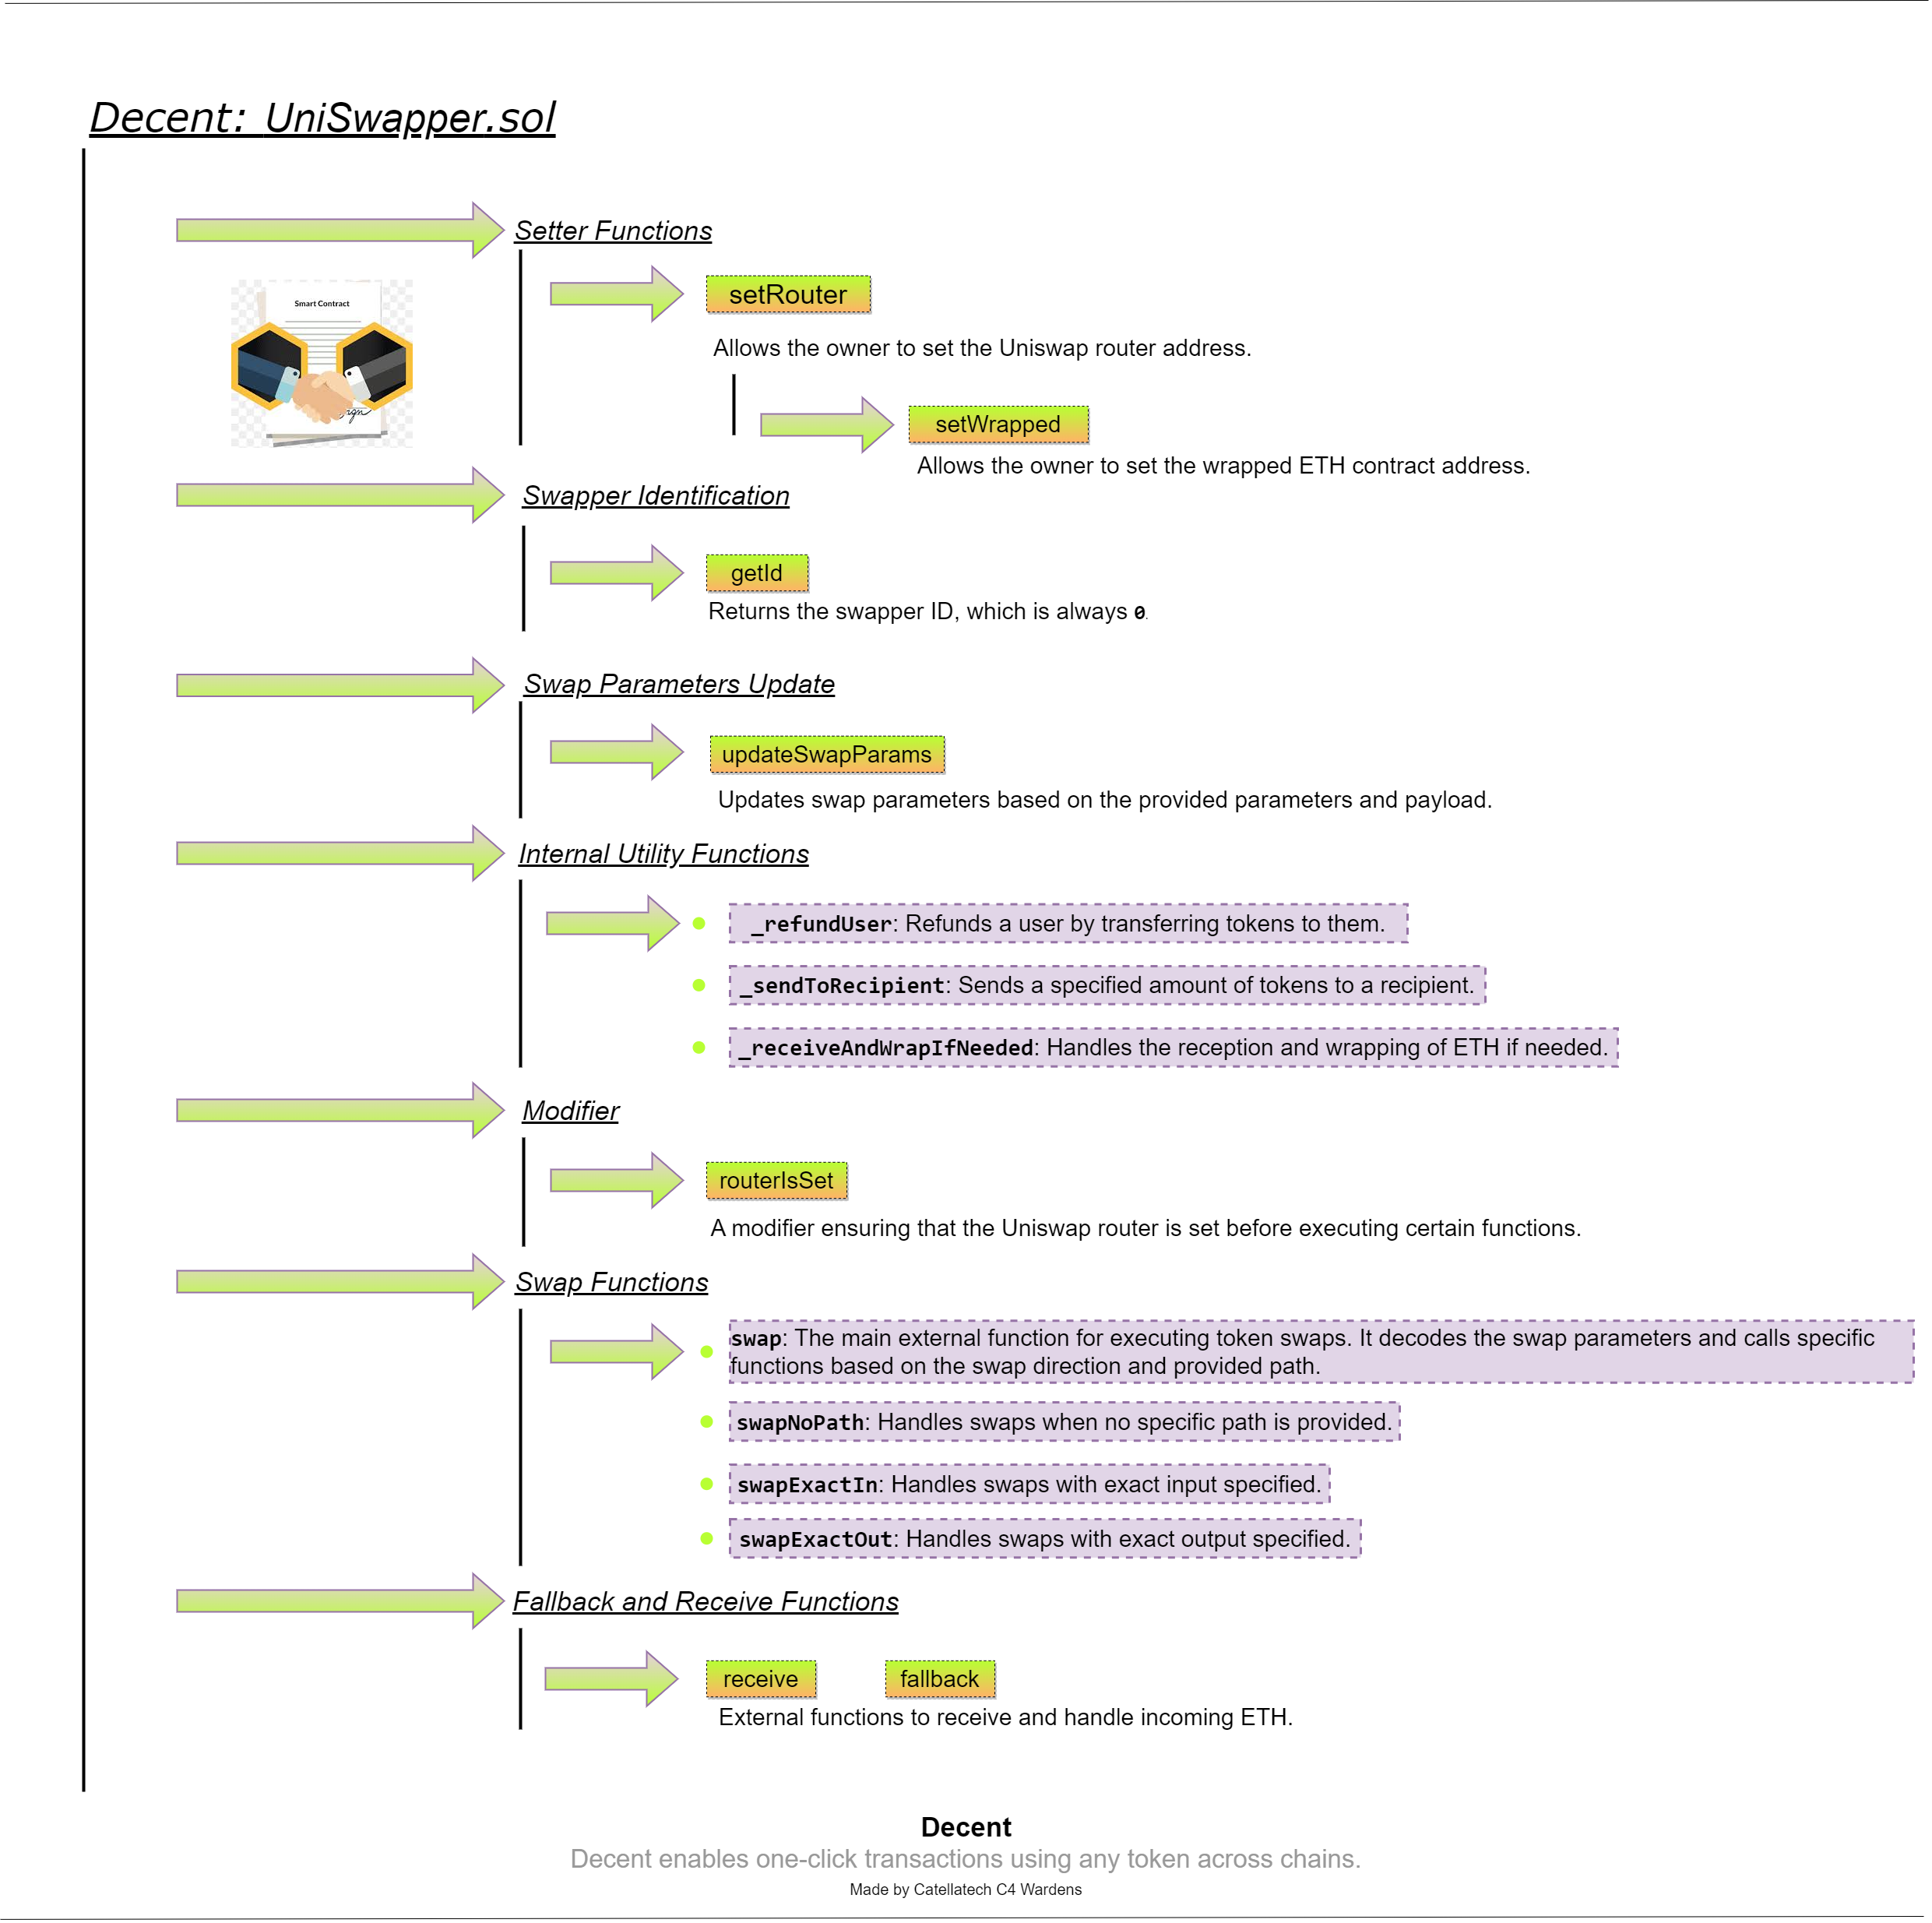 Decent: UniSwapper.sol
Setter Functions
Smart Contract
setRouter
Allows the owner to set the Uniswap router address.
setWrapped
Allows the owner to set the wrapped ETH contract address.
Swapper Identification
getId
Returns the swapper ID, which is always 0.
Swap Parameters Update
updateSwapParams
Updates swap parameters based on the provided parameters and payload.
Internal Utility Functions
_refundUser: Refunds a user by transferring tokens to them.
_sendToRecipient: Sends a specified amount of tokens to a recipient.
_receiveAndWrapIfNeeded: Handles the reception and wrapping of ETH if needed.
Modifier
routerIsSet
A modifier ensuring that the Uniswap router is set before executing certain functions.
Swap Functions
swap: The main external function for executing token swaps. It decodes the swap parameters and calls specific
functions based on the swap direction and provided path.
swapNoPath: Handles swaps when no specific path is provided.
swapExactIn: Handles swaps with exact input specified.
swapExactOut: Handles swaps with exact output specified.
Fallback and Receive Functions
receive fallback
External functions to receive and handle incoming ETH.
Decent
Decent enables one-click transactions using any token across chains.
Made by Catellatech C4 Wardens